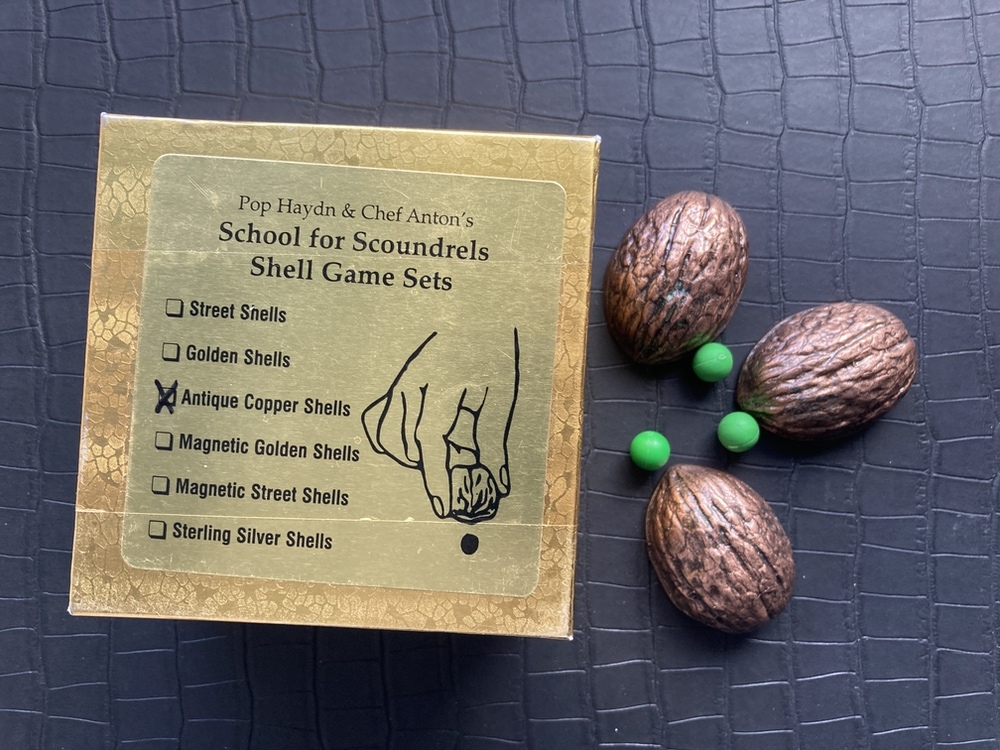 Pop Haydn & Chef Anton's
School for Scoundrels
Shell Game Sets
Street Shells
Golden Shells
Antique Copper Shells
Magnetic Golden Shells
Magnetic Street Shells
Sterling Silver Shells